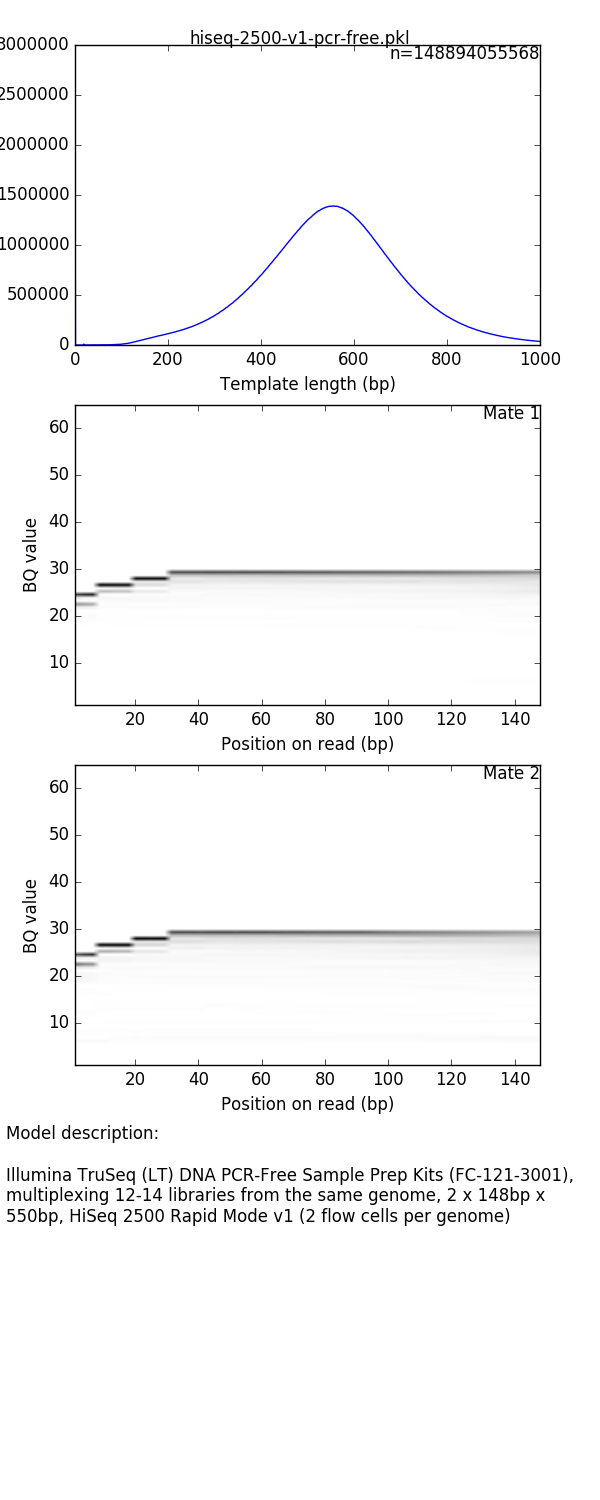 hiseq-2500-v1-pcr-free.pkl
n=148894055568
3000000
2500000
2000000
1500000
1000000
500000
0
0 200 400 600 800 1000
Template length (bp)
Mate 1
60
50
40
30
20
10
BQ value
20 40 60 80 100 120 140
Position on read (bp)
Mate 2
60
50
40
30
20
10
BQ value
20 40 60 80 100 120 140
Position on read (bp)
Model description:
Illumina TruSeq (LT) DNA PCR-Free Sample Prep Kits (FC-121-3001),
multiplexing 12-14 libraries from the same genome, 2 x 148bp x
550bp, HiSeq 2500 Rapid Mode v1 (2 flow cells per genome)